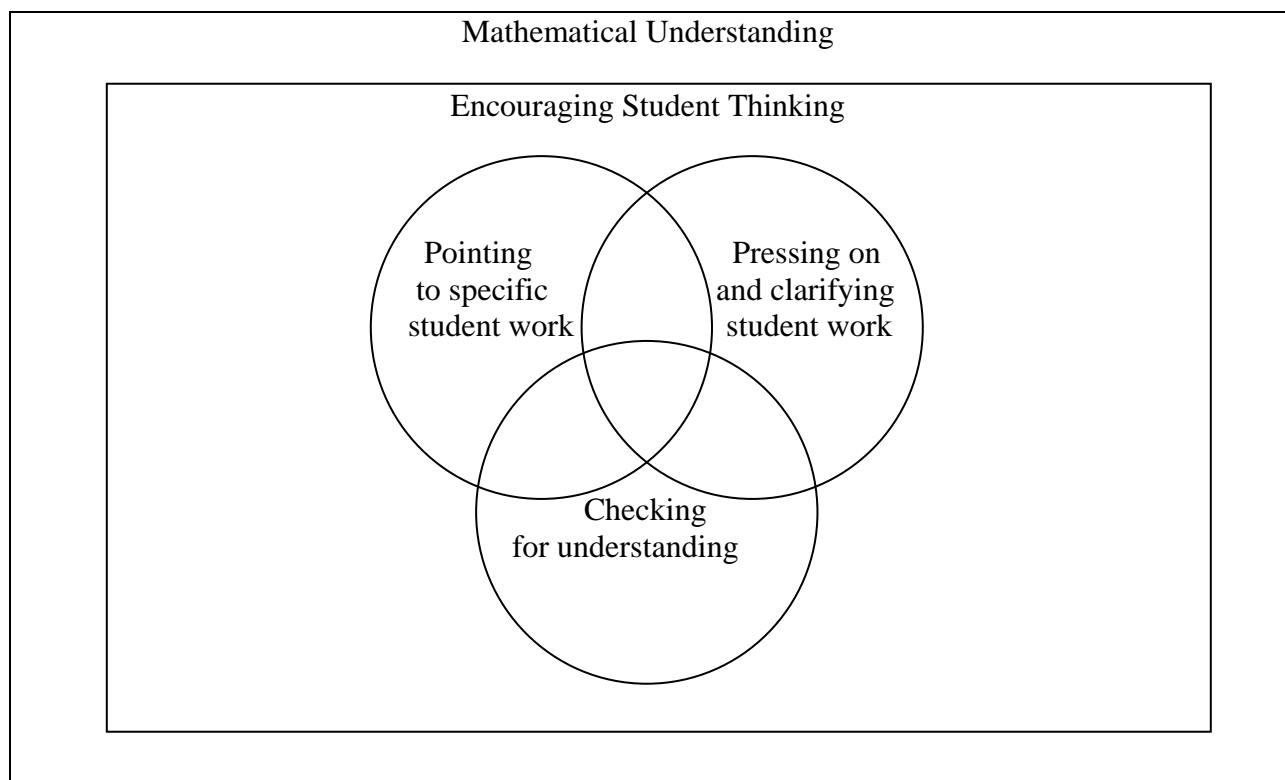 Mathematical Understanding
Encouraging Student Thinking
Pointing
to specific
student work
Pressing on
and clarifying
student work
Checking
for understanding